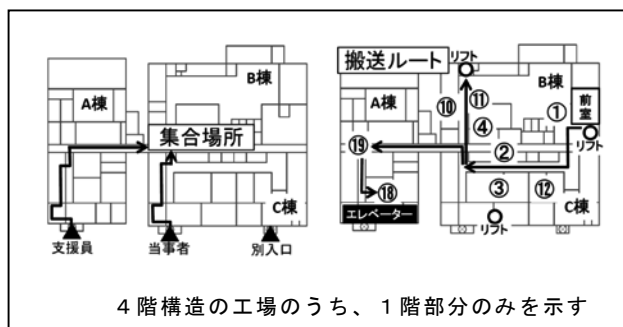 B棟
A棟
集合場所
C棟
支援員
当事者
別入口
搬送ルート
リフト
B棟
A棟
⑩
⑪
①
前室
④
リフト
⑲
②
⑱
③
⑫
エレベーター
C棟
リフト
4階構造の工場のうち、1階部分のみを示す